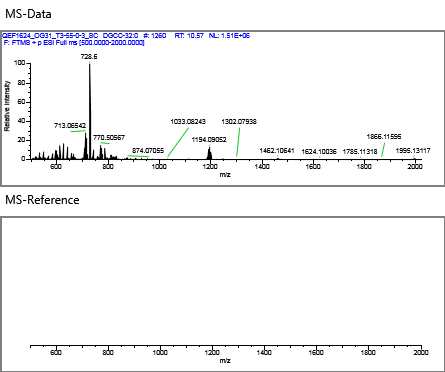 MS-Data
QEF1624_OG31_T3-55-0-3_SC DGCC-32:0 #: 1260 RT: 10.57 NL: 1.51E+06
F: FTMS + p ESI Full ms [500.0000-2000.0000]
728.6
713.06542
770.50567
874.07055
1033.08243
1194.09052
1302.07938
1462.10641
1624.10036
1785.11318
1866.11595
1995.13117
Relative Intensity
100
80
60
40
20
0
600 800 1000 1200 1400 1600 1800 2000
m/z
MS-Reference
600 800 1000 1200 1400 1600 1800 2000
m/z